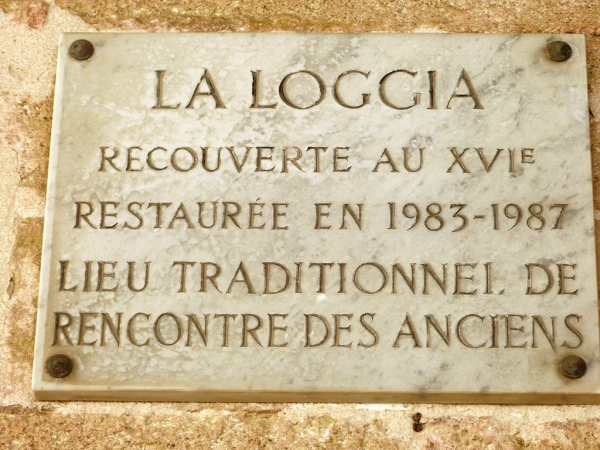 LA LOGGIA
RECOUVERTE AU XVIE
RESTAURÉE EN 1983-1987
LIEU TRADITIONNEL DE
RENCONTRE DES ANCIENS